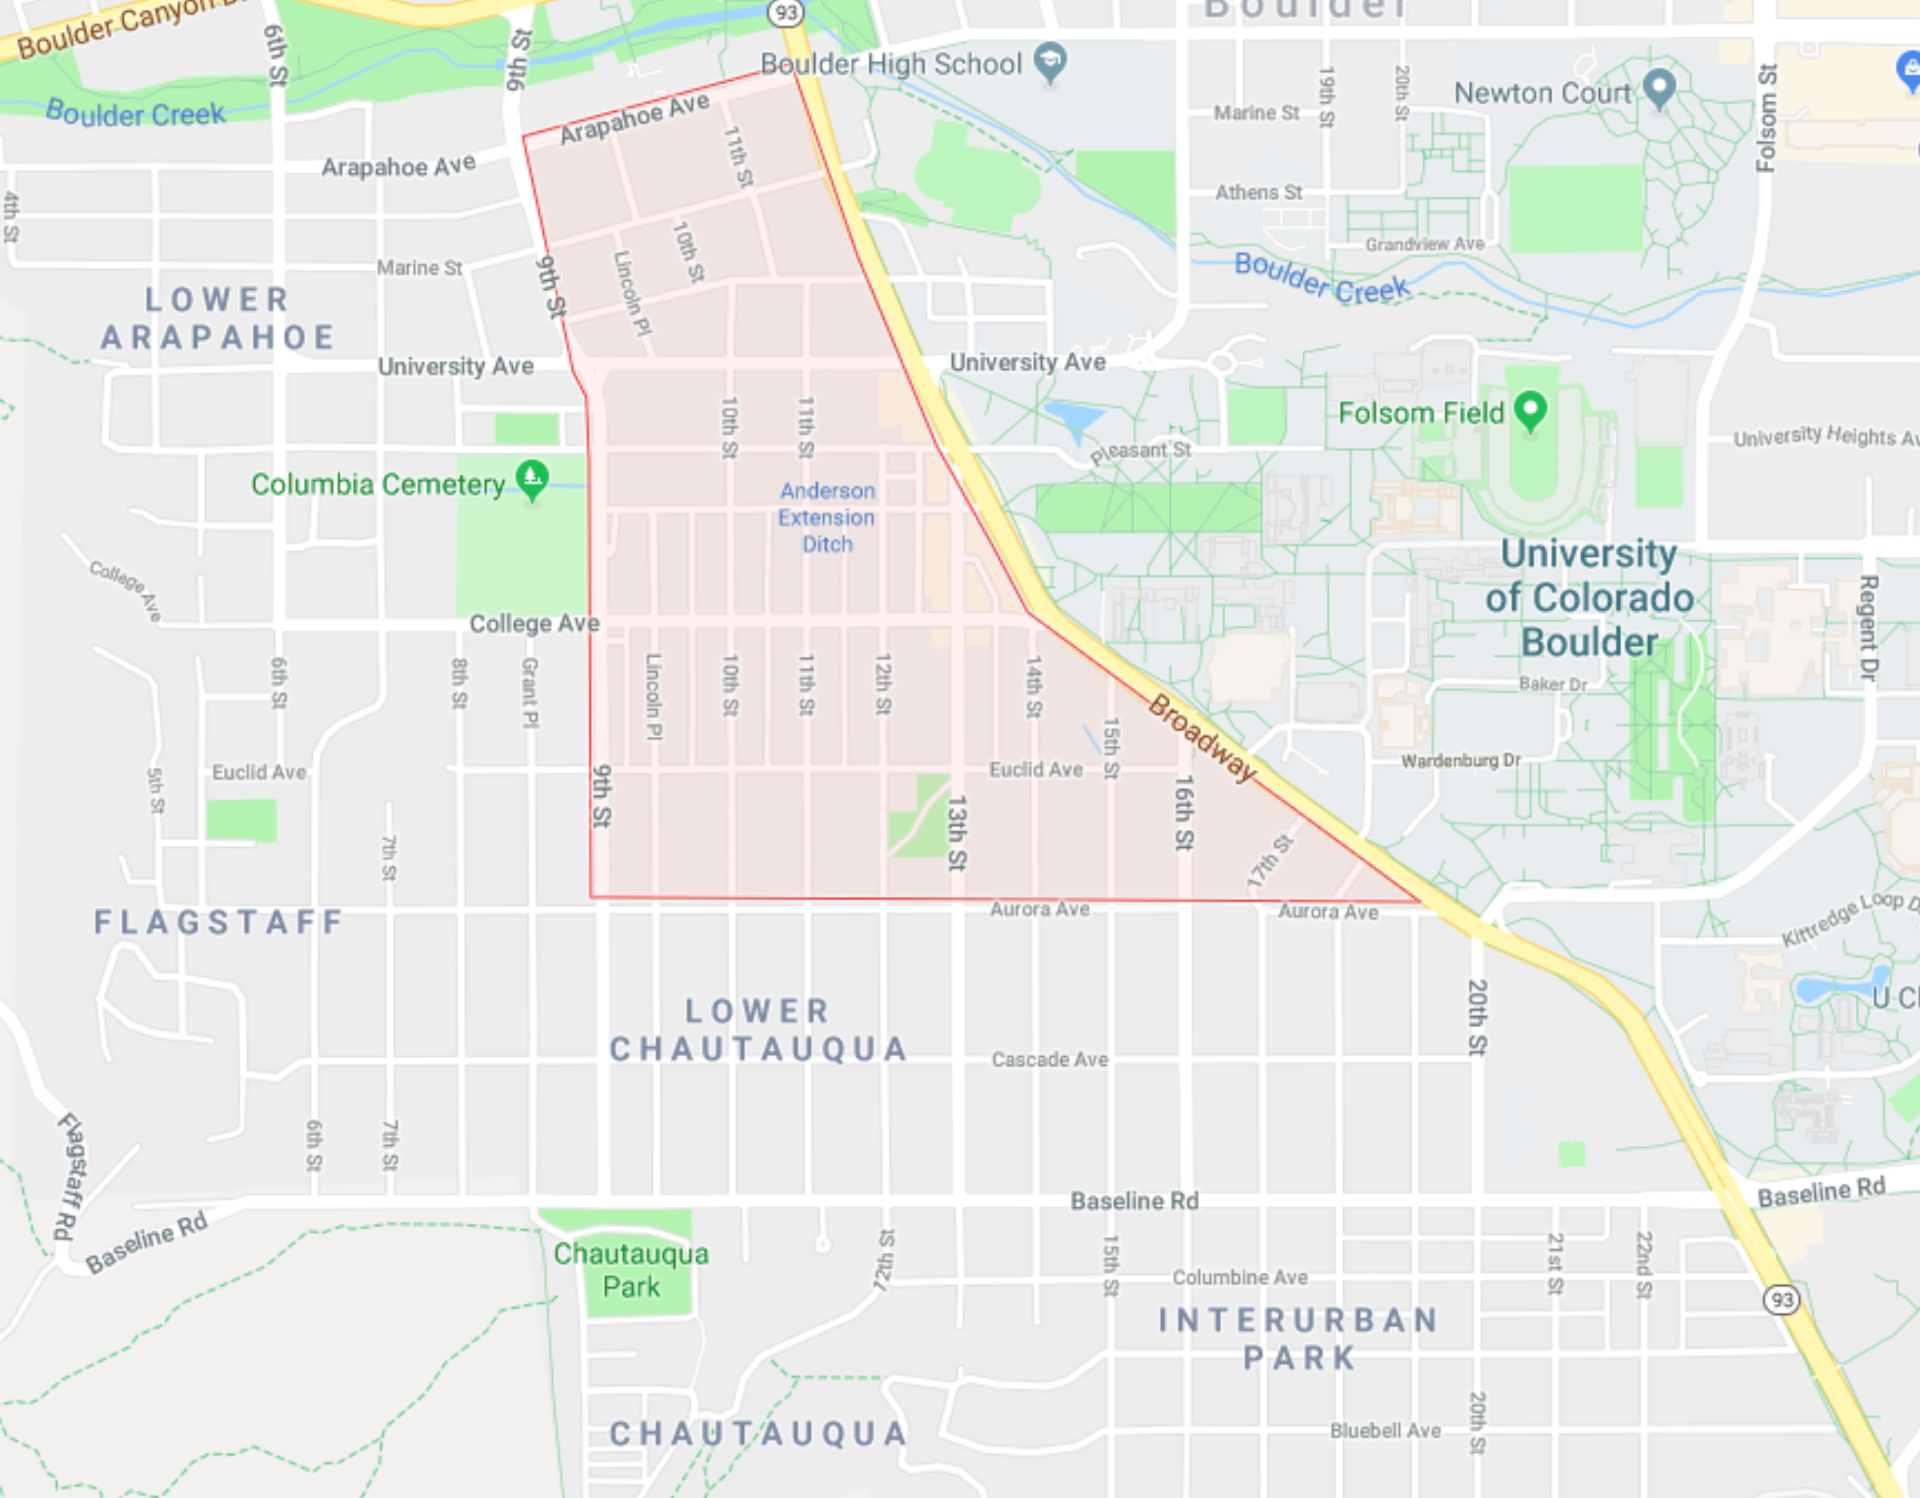 Boulder Canyon D
6th St
9th St
93
Boulder
Boulder High School
19th St
20th St
Marine St
Newton Court
Folsom St
Boulder Creek
Arapahoe Ave
11th St
Arapahoe Ave
4th St
Athens St
10th St
Grandview Ave
Marine St
9th St
Lincoln Pl
Boulder Creek
LOWER
ARAPAHOE
University Ave
University Ave
Folsom Field
10th St
11th St
Pleasant St
University Heights Av
Columbia Cemetery
Anderson
Extension
Ditch
University
of Colorado
Boulder
College Ave
College Ave
Regent Dr
6th St
8th St
Grant Pl
Lincoln Pl
10th St
11th St
12th St
14th St
15th St
Broadway
Baker Dr
Wardenburg Dr
Euclid Ave
Euclid Ave
5th St
9th St
13th St
16th St
7th St
17th St
FLAGSTAFF
Aurora Ave
Aurora Ave
Kittredge Loop D
LOWER
CHAUTAUQUA
20th St
U Cl
Cascade Ave
Flagstaff Rd
6th St
7th St
Baseline Rd
Baseline Rd
Baseline Rd
Chautauqua
Park
12th St
15th St
21st St
22nd St
Columbine Ave
93
INTERURBAN
PARK
CHAUTAUQUA
20th St
Bluebell Ave